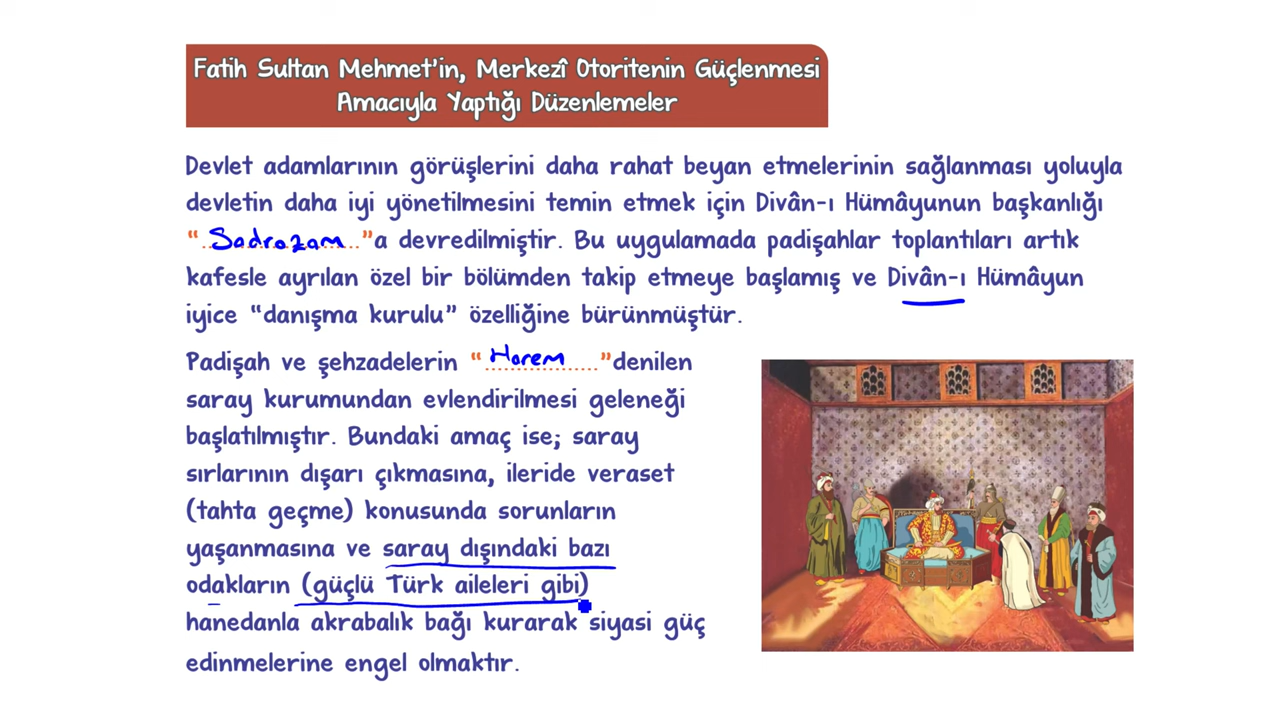 Fatih Sultan Mehmet'in, Merkezî Otoritenin Güçlenmesi
Amacıyla Yaptığı Düzenlemeler
Devlet adamlarının görüşlerini daha rahat beyan etmelerinin sağlanması yoluyla
devletin daha iyi yönetilmesini temin etmek için Divân-ı Hümâyunun başkanlığı
"Sadrazam"a devredilmiştir. Bu uygulamada padişahlar toplantıları artık
kafesle ayrılan özel bir bölümden takip etmeye başlamış ve Divân-ı Hümâyun
iyice "danışma kurulu" özelliğine bürünmüştür.
Padişah ve şehzadelerin "Harem"denilen
saray kurumundan evlendirilmesi geleneği
başlatılmıştır. Bundaki amaç ise; saray
sırlarının dışarı çıkmasına, ileride veraset
(tahta geçme) konusunda sorunların
yaşanmasına ve saray dışındaki bazı
odakların (güçlü Türk aileleri gibi)
hanedanla akrabalık bağı kurarak siyasi güç
edinmelerine engel olmaktır.